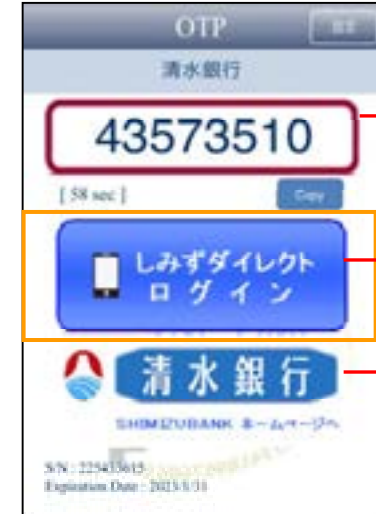 OTP
清水銀行
43573510
[ 58 sec ]
Copy
しみずダイレクト
ログイン
清水銀行
SHIMIZUBANK ホームページへ
S/N : 225433615
Expiration Date : 2023/5/31